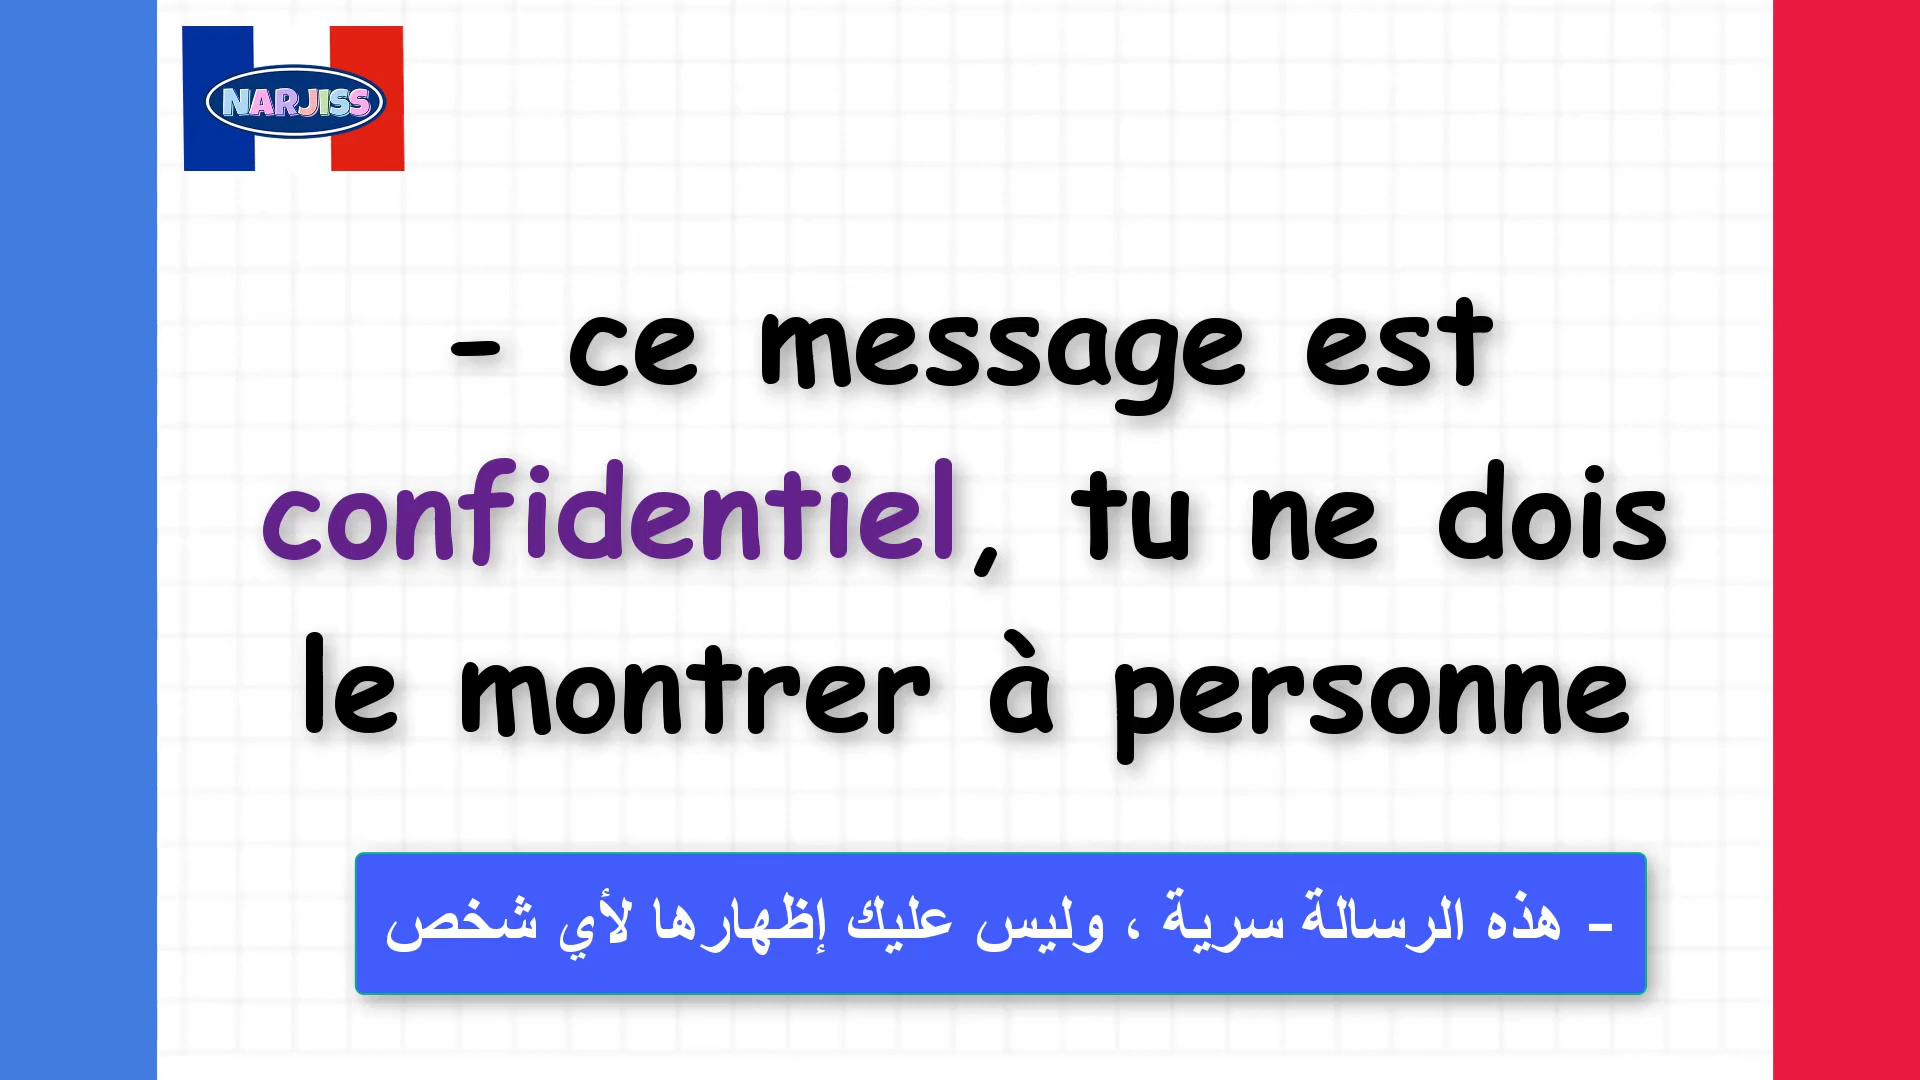 NARJISS
- ce message est
confidentiel, tu ne dois
le montrer à personne
- هذه الرسالة سرية ، وليس عليك إظهارها لأي شخص